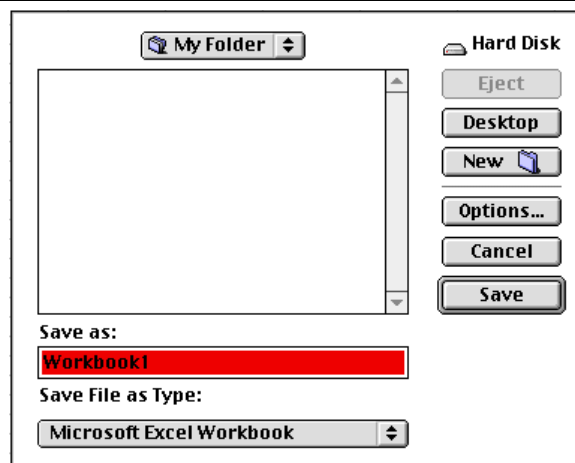 My Folder
Hard Disk
Eject
Desktop
New
Options...
Cancel
Save
Save as:
Workbook1
Save File as Type:
Microsoft Excel Workbook